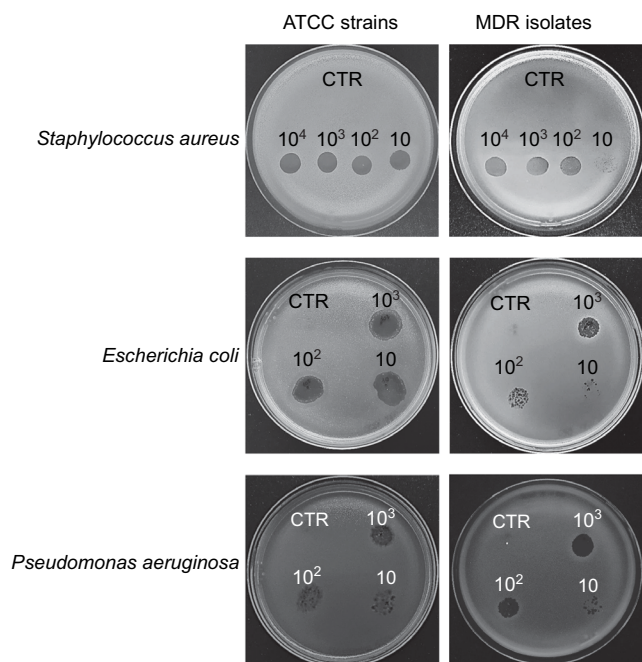 ATCC strains MDR isolates
CTR CTR
Staphylococcus aureus
10⁴ 10³ 10² 10 10⁴ 10³ 10² 10
CTR 10³ CTR 10³
Escherichia coli
10² 10 10² 10
CTR 10³ CTR 10³
Pseudomonas aeruginosa
10² 10 10² 10